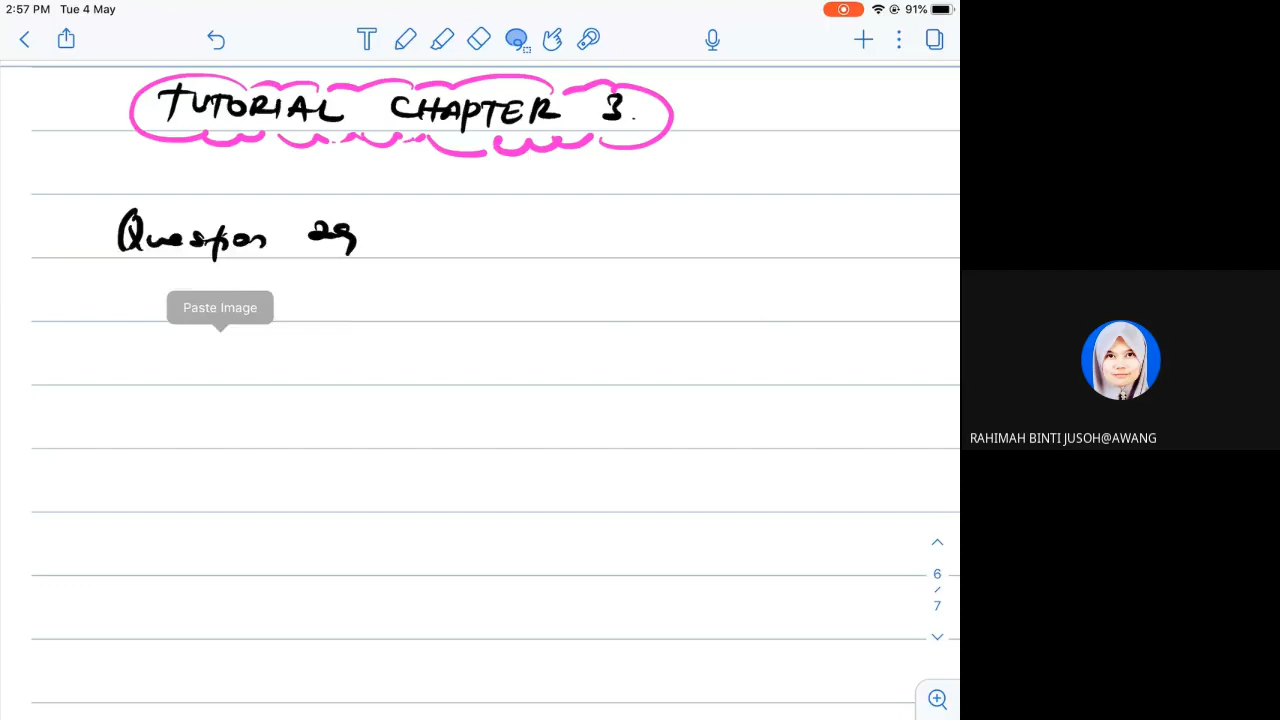 2:57 PM Tue 4 May
91%
TUTORIAL CHAPTER 3.
Question 29
Paste Image
6
/
7
RAHIMAH BINTI JUSOH@AWANG